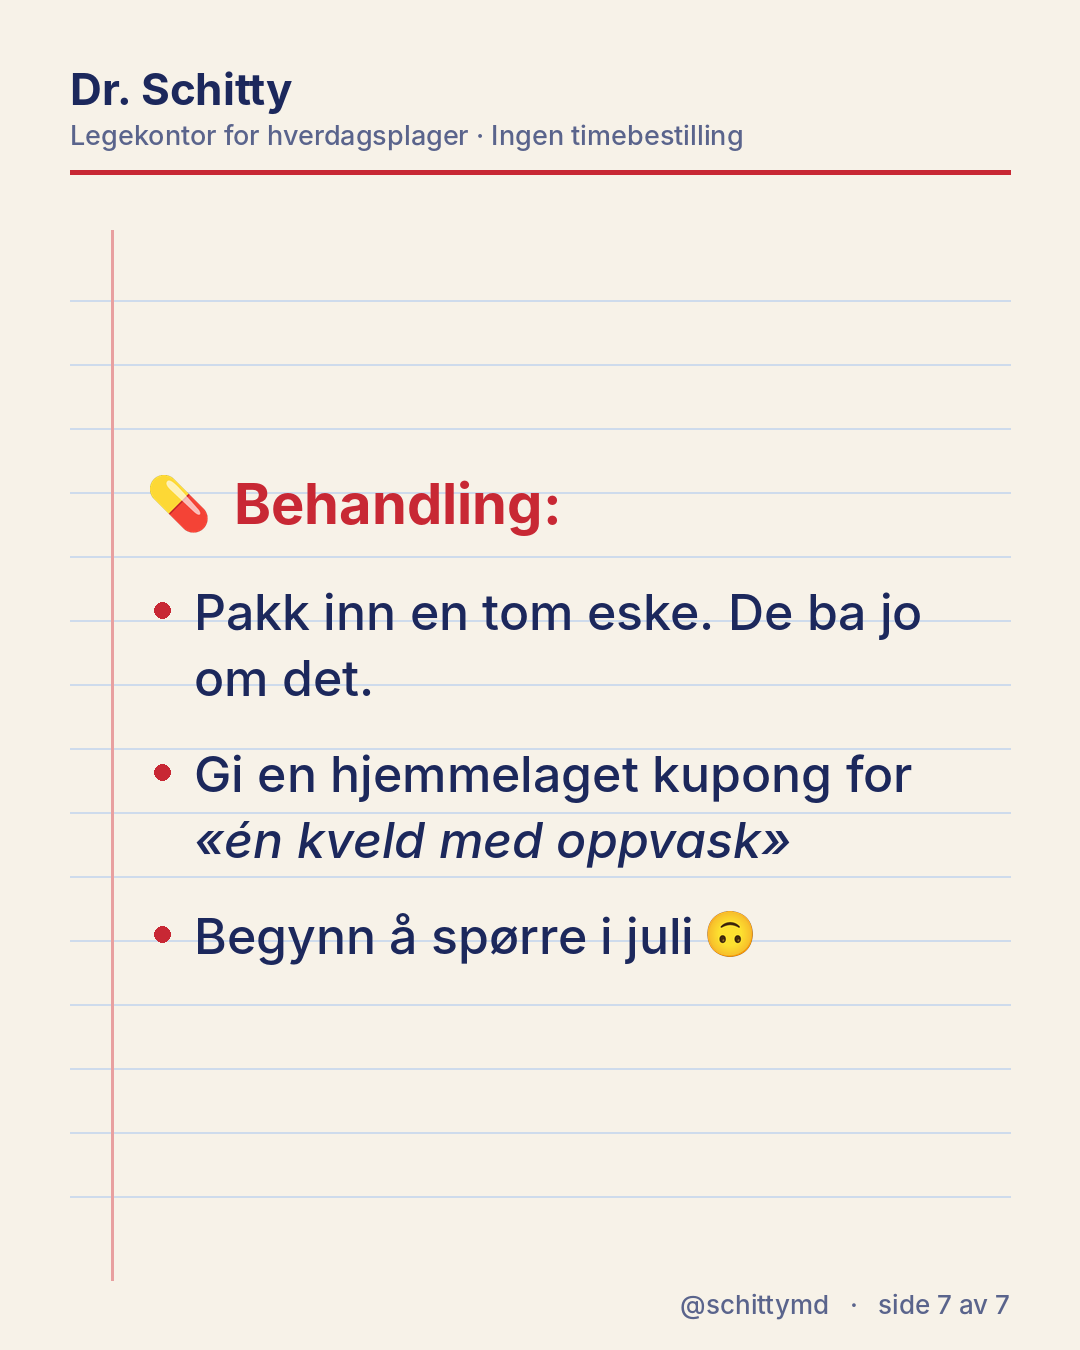 Dr. Schitty
Legekontor for hverdagsplager · Ingen timebestilling
💊 Behandling:
• Pakk inn en tom eske. De ba jo
om det.
• Gi en hjemmelaget kupong for
«én kveld med oppvask»
• Begynn å spørre i juli 🙃
@schittymd · side 7 av 7